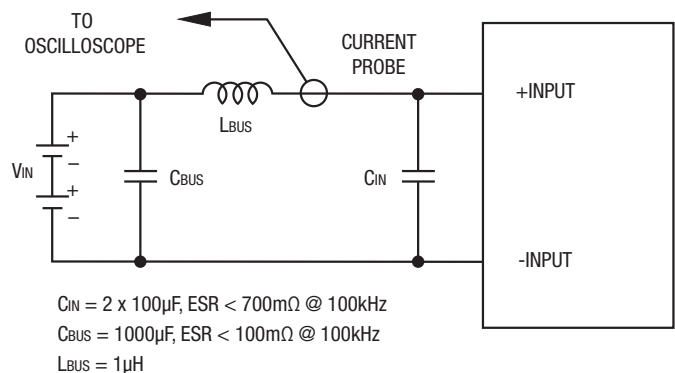 TO
OSCILLOSCOPE
CURRENT
PROBE
+INPUT
LBUS
VIN
+
–
+
–
CBUS
CIN
-INPUT
CIN = 2 x 100µF, ESR < 700mΩ @ 100kHz
CBUS = 1000µF, ESR < 100mΩ @ 100kHz
LBUS = 1µH